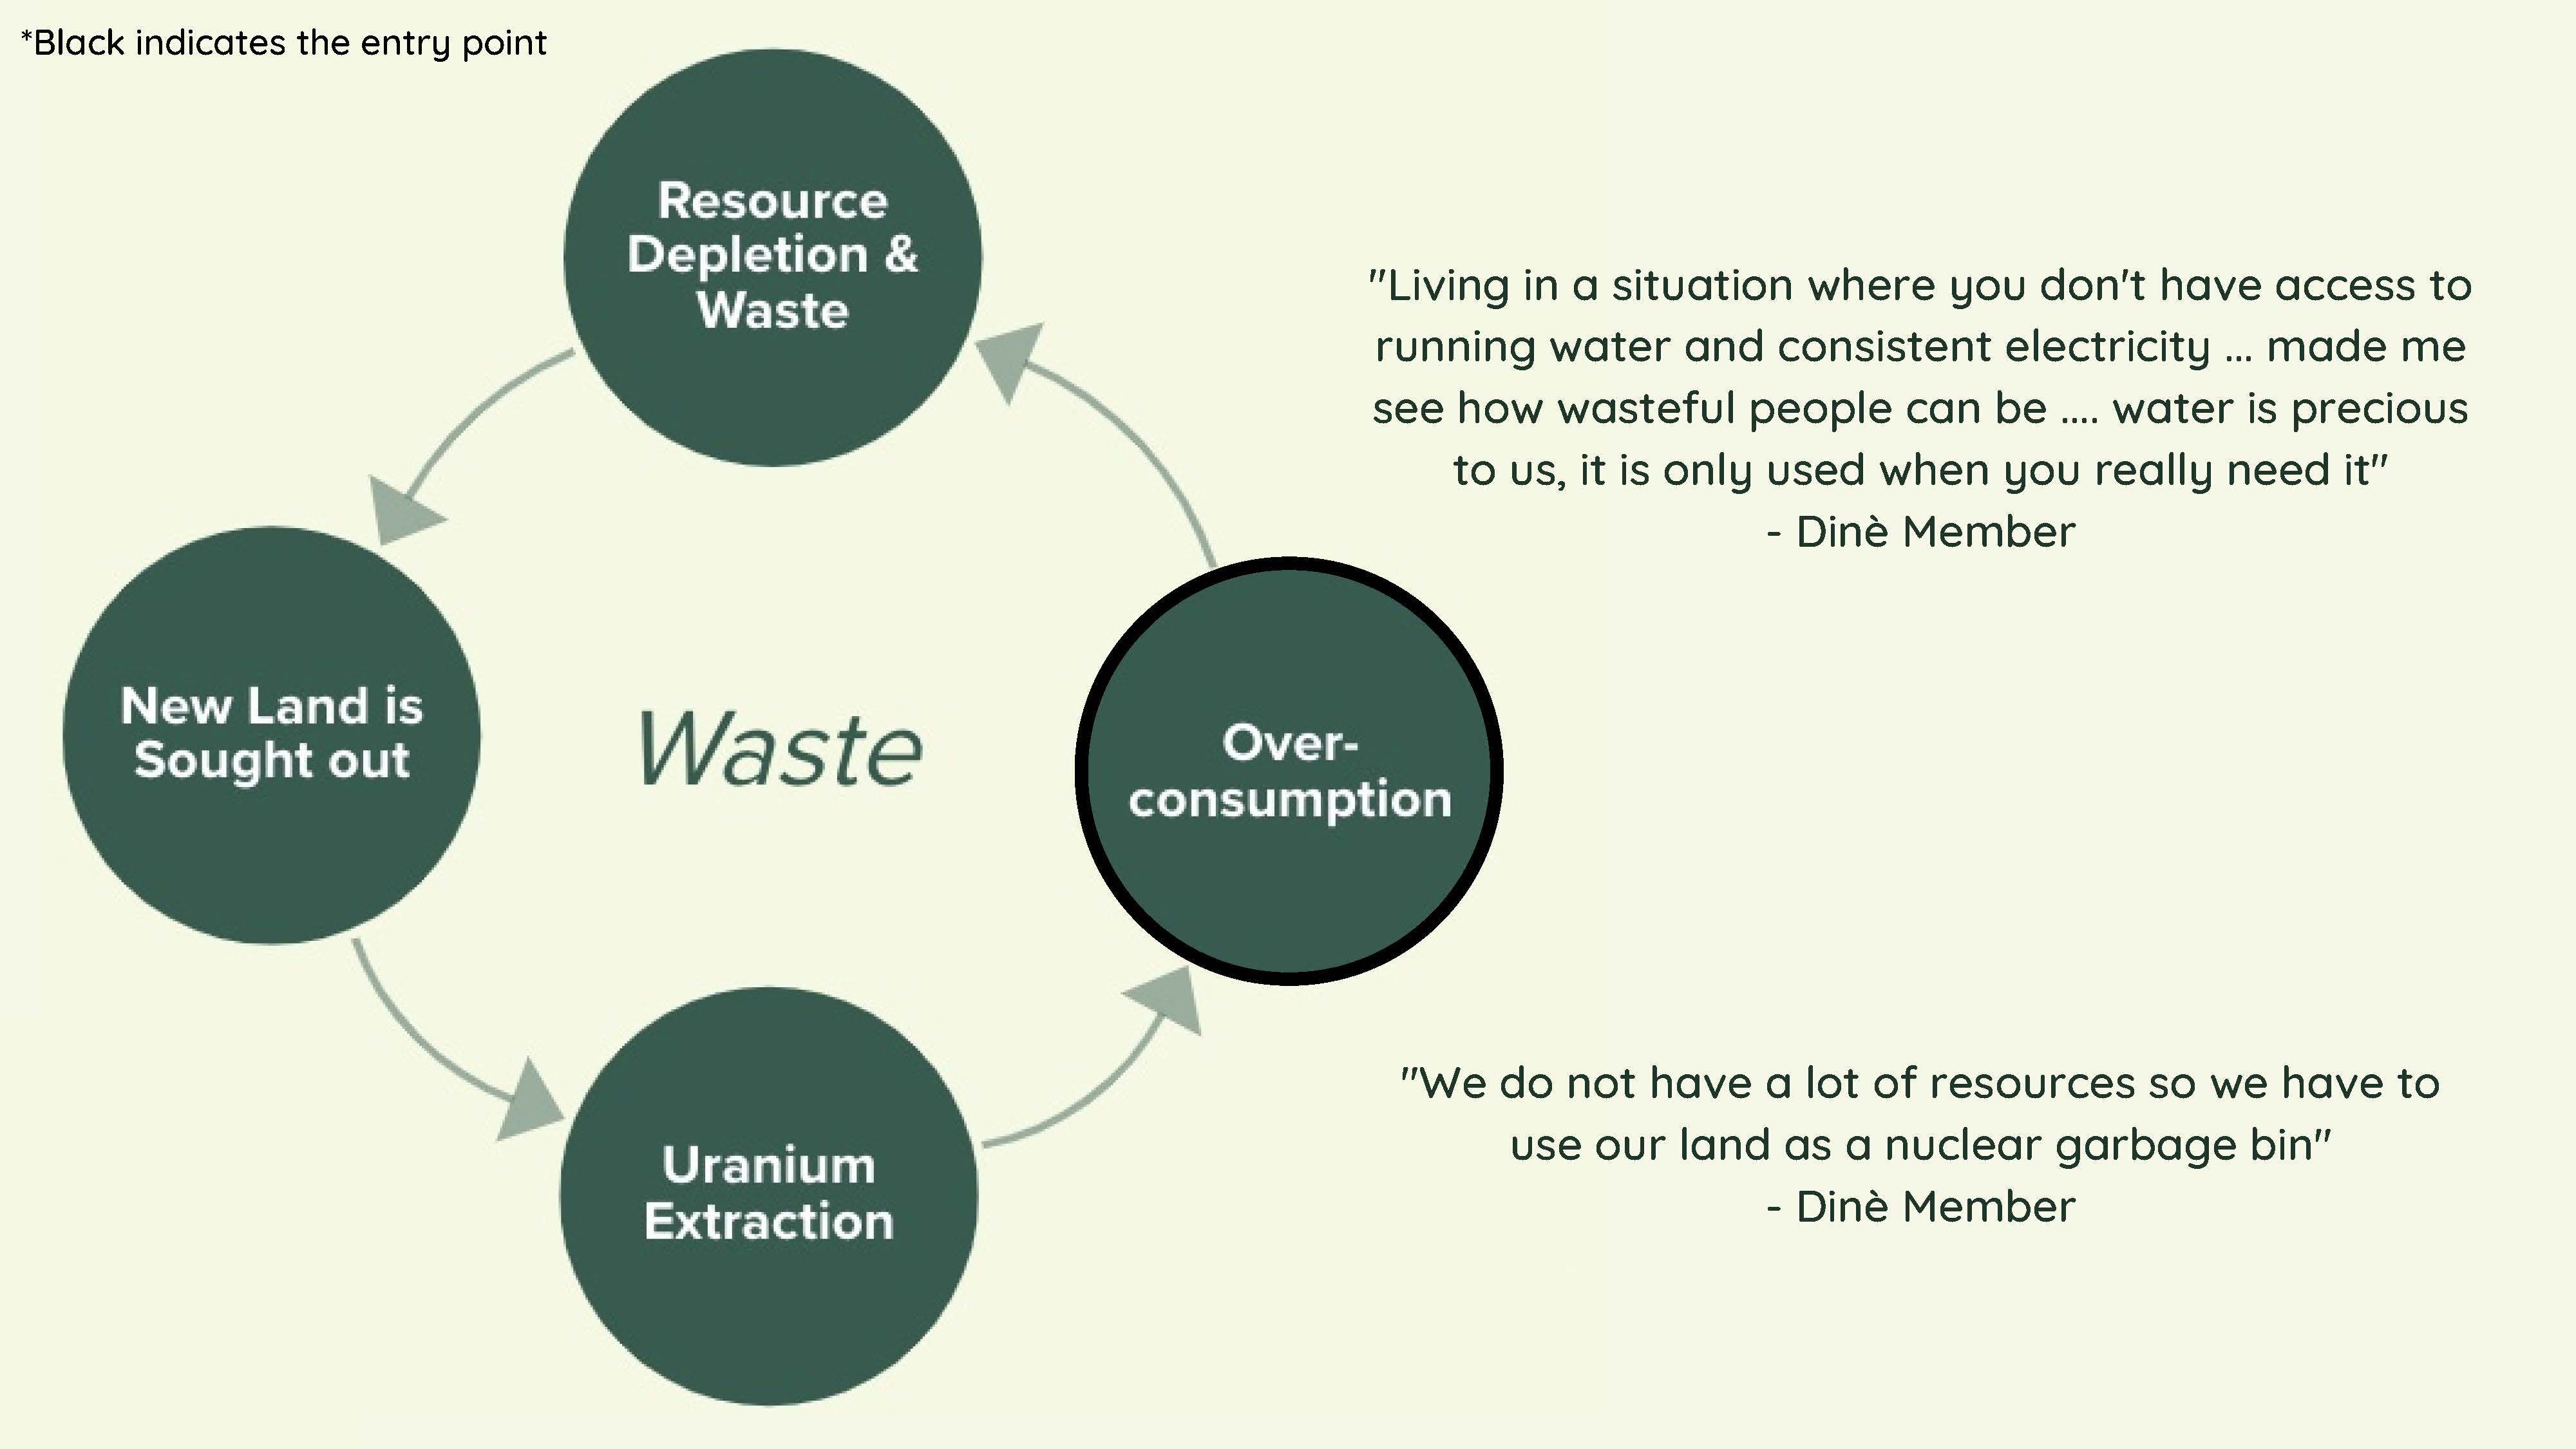 *Black indicates the entry point
Resource
Depletion &
Waste
New Land is
Sought out
Waste
Over-
consumption
Uranium
Extraction
"Living in a situation where you don't have access to
running water and consistent electricity ... made me
see how wasteful people can be .... water is precious
to us, it is only used when you really need it"
- Dinè Member
"We do not have a lot of resources so we have to
use our land as a nuclear garbage bin"
- Dinè Member